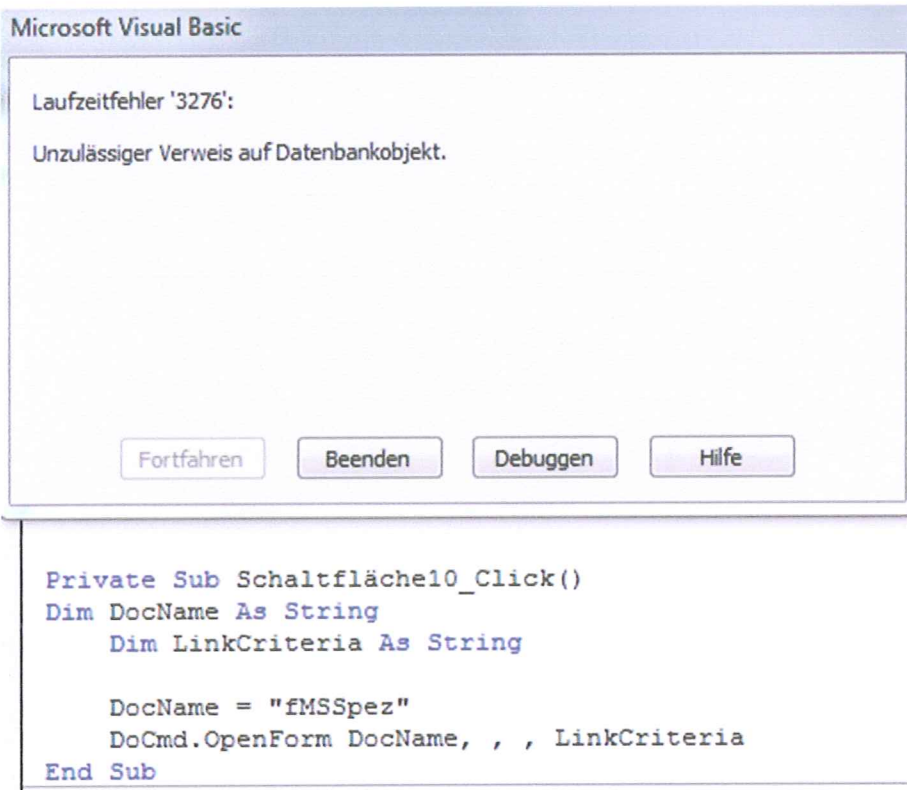 Microsoft Visual Basic
Laufzeitfehler '3276':
Unzulässiger Verweis auf Datenbankobjekt.
Fortfahren Beenden Debuggen Hilfe
Private Sub Schaltfläche10_Click()
Dim DocName As String
Dim LinkCriteria As String
DocName = "fMSSpez"
DoCmd.OpenForm DocName, , , LinkCriteria
End Sub